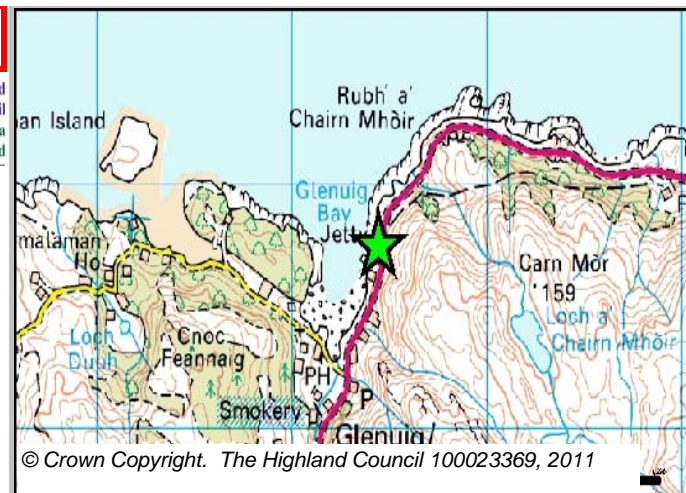 Rubh' a'
Chairn Mhòir
an Island
Glenuig
Bay
Jett
malaman
Ho
Carn Mòr
159
Loch a'
Chairn Mhòir
Loch
Dubh
Cnoc
Feannaig
PH
P
Smokery
Glenuig
© Crown Copyright. The Highland Council 100023369, 2011